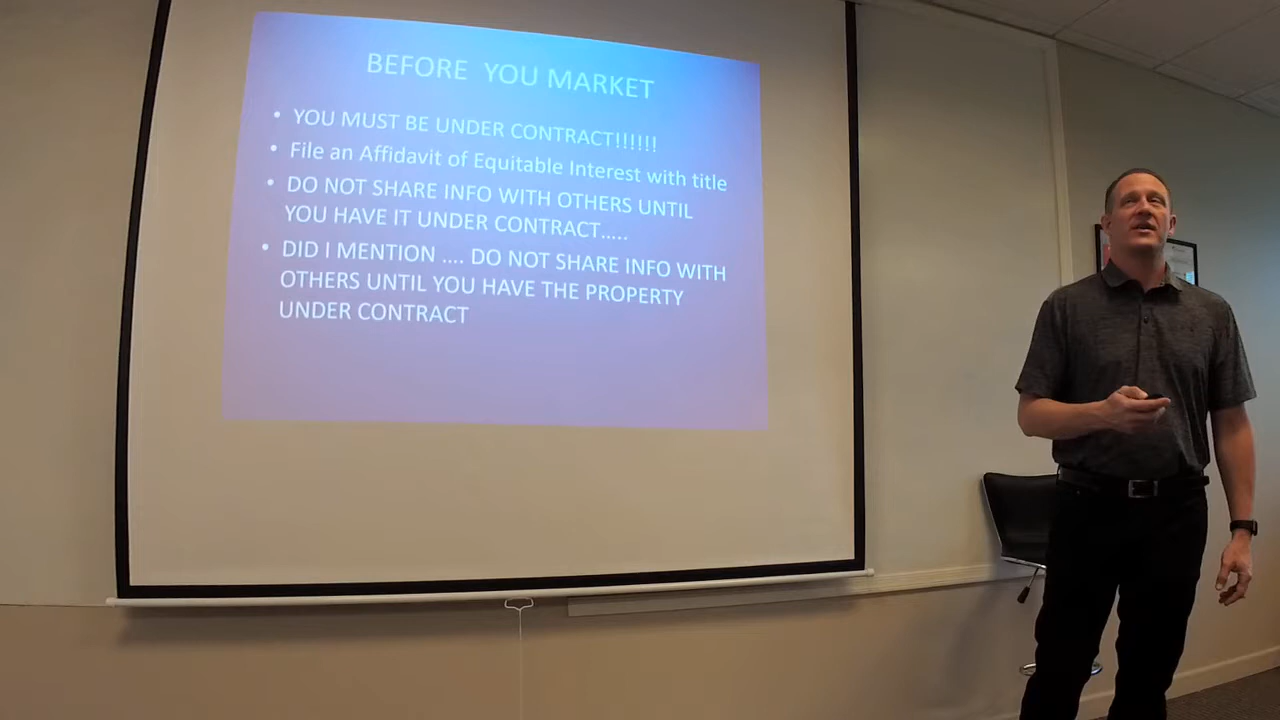 BEFORE YOU MARKET
• YOU MUST BE UNDER CONTRACT!!!!!!
• File an Affidavit of Equitable Interest with title
• DO NOT SHARE INFO WITH OTHERS UNTIL
YOU HAVE IT UNDER CONTRACT.....
• DID I MENTION .... DO NOT SHARE INFO WITH
OTHERS UNTIL YOU HAVE THE PROPERTY
UNDER CONTRACT